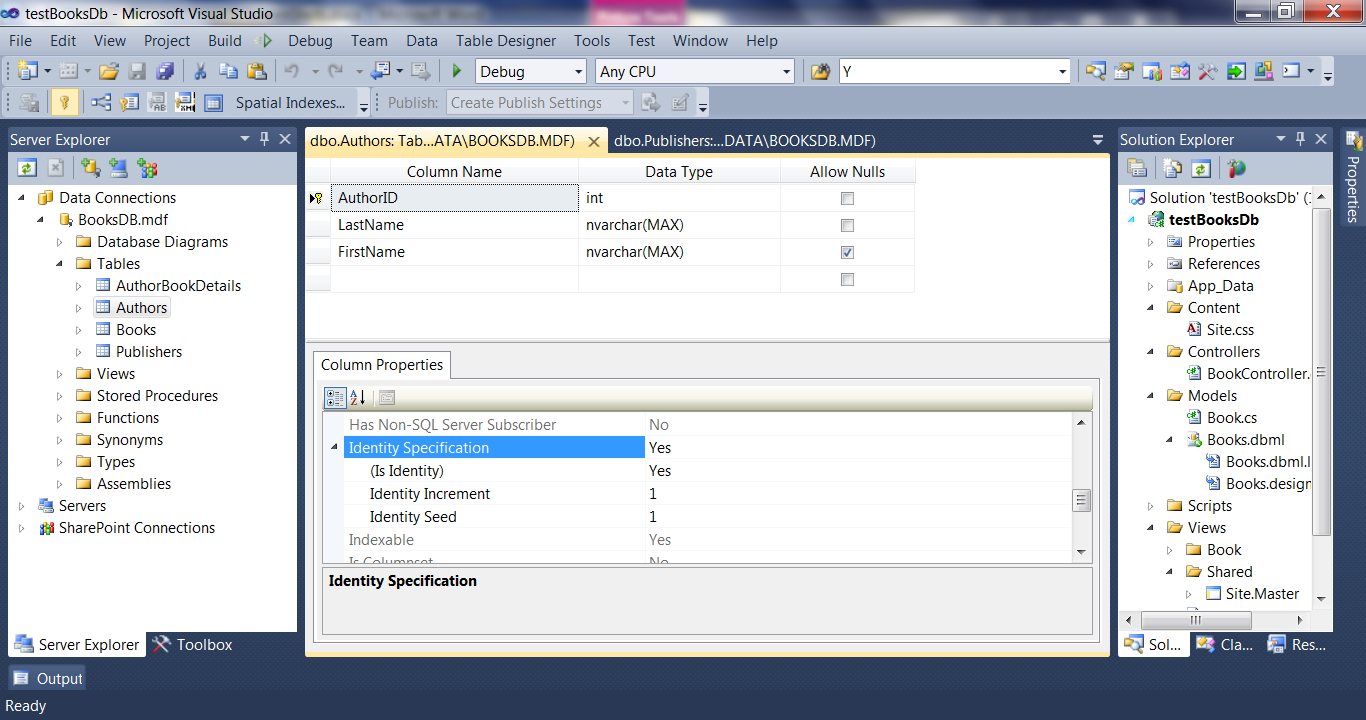 testBooksDb - Microsoft Visual Studio
File Edit View Project Build Debug Team Data Table Designer Tools Test Window Help
Debug Any CPU Y
Spatial Indexes... Publish: Create Publish Settings
Server Explorer
Data Connections
BooksDB.mdf
Database Diagrams
Tables
AuthorBookDetails
Authors
Books
Publishers
Views
Stored Procedures
Functions
Synonyms
Types
Assemblies
Servers
SharePoint Connections
Server Explorer Toolbox
dbo.Authors: Tab...ATA\BOOKSDB.MDF) dbo.Publishers:...DATA\BOOKSDB.MDF)
Column Name Data Type Allow Nulls
AuthorID int
LastName nvarchar(MAX)
FirstName nvarchar(MAX)
Column Properties
Has Non-SQL Server Subscriber No
Identity Specification Yes
(Is Identity) Yes
Identity Increment 1
Identity Seed 1
Indexable Yes
Is Columnset No
Identity Specification
Solution Explorer
Solution 'testBooksDb' (1
testBooksDb
Properties
References
App_Data
Content
Site.css
Controllers
BookController.
Models
Book.cs
Books.dbml
Books.dbml.l
Books.design
Scripts
Views
Book
Shared
Site.Master
Sol... Cla... Res...
Properties
Output
Ready